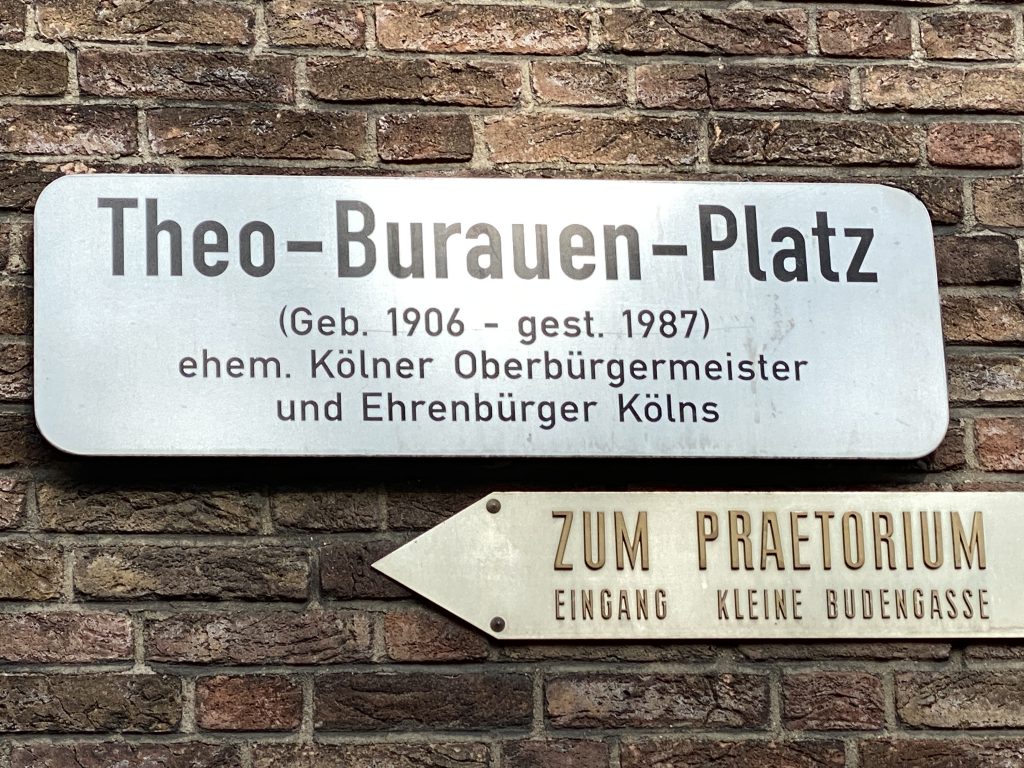 Theo-Burauen-Platz
(Geb. 1906 - gest. 1987)
ehem. Kölner Oberbürgermeister
und Ehrenbürger Kölns
ZUM PRAETORIUM
EINGANG KLEINE BUDENGASSE